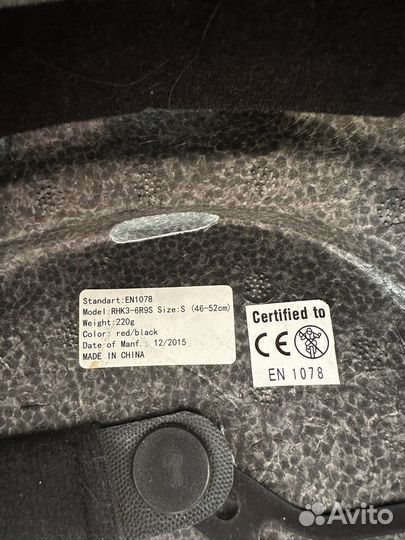 Standart:EN1078
Model:RHK3-6R9S Size:S (46-52cm)
Weight:220g
Color: red/black
Date of Manf.: 12/2015
MADE IN CHINA
Certified to
CE
EN 1078
Avito